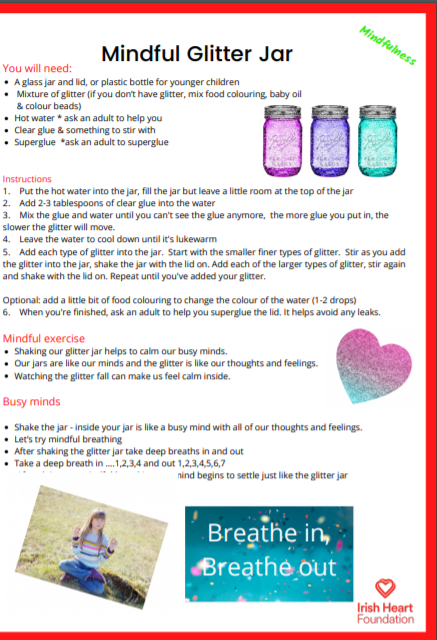 Mindfulness
Mindful Glitter Jar
You will need:
• A glass jar and lid, or plastic bottle for younger children
• Mixture of glitter (if you don't have glitter, mix food colouring, baby oil
& colour beads)
• Hot water * ask an adult to help you
• Clear glue & something to stir with
• Superglue *ask an adult to superglue
Instructions
1. Put the hot water into the jar, fill the jar but leave a little room at the top of the jar
2. Add 2-3 tablespoons of clear glue into the water
3. Mix the glue and water until you can't see the glue anymore, the more glue you put in, the
slower the glitter will move.
4. Leave the water to cool down until it's lukewarm
5. Add each type of glitter into the jar. Start with the smaller finer types of glitter. Stir as you add
the glitter into the jar, shake the jar with the lid on. Add each of the larger types of glitter, stir again
and shake with the lid on. Repeat until you've added your glitter.
Optional: add a little bit of food colouring to change the colour of the water (1-2 drops)
6. When you're finished, ask an adult to help you superglue the lid. It helps avoid any leaks.
Mindful exercise
• Shaking our glitter jar helps to calm our busy minds.
• Our jars are like our minds and the glitter is like our thoughts and feelings.
• Watching the glitter fall can make us feel calm inside.
Busy minds
• Shake the jar - inside your jar is like a busy mind with all of our thoughts and feelings.
• Let's try mindful breathing
• After shaking the glitter jar take deep breaths in and out
• Take a deep breath in ....1,2,3,4 and out 1,2,3,4,5,6,7
mind begins to settle just like the glitter jar
Breathe in,
Breathe out
Irish Heart
Foundation